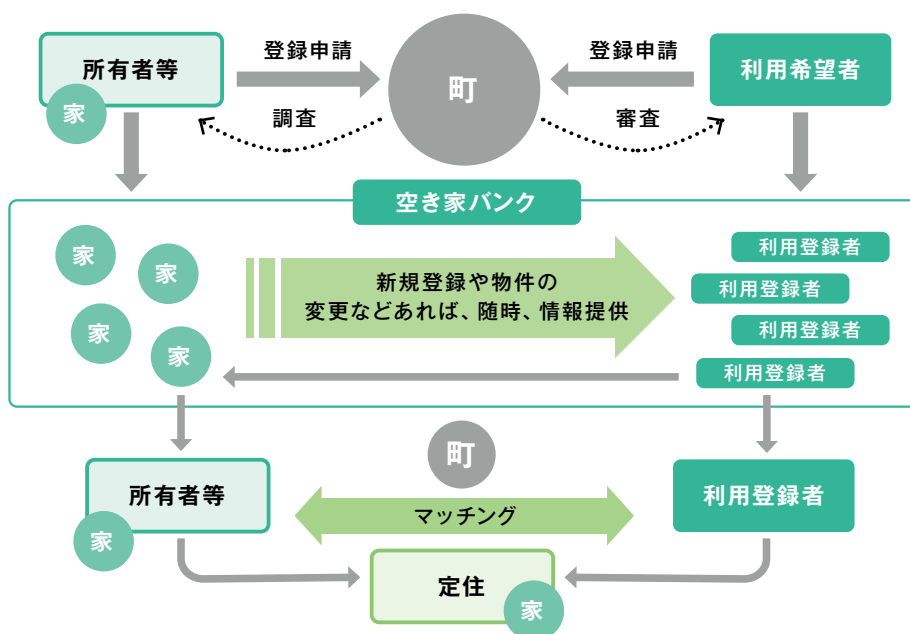 登録申請
登録申請
所有者等
町
利用希望者
家
調査
審査
空き家バンク
家
家
家
家
新規登録や物件の
変更などあれば、随時、情報提供
利用登録者
利用登録者
利用登録者
利用登録者
町
所有者等
マッチング
利用登録者
家
定住
家